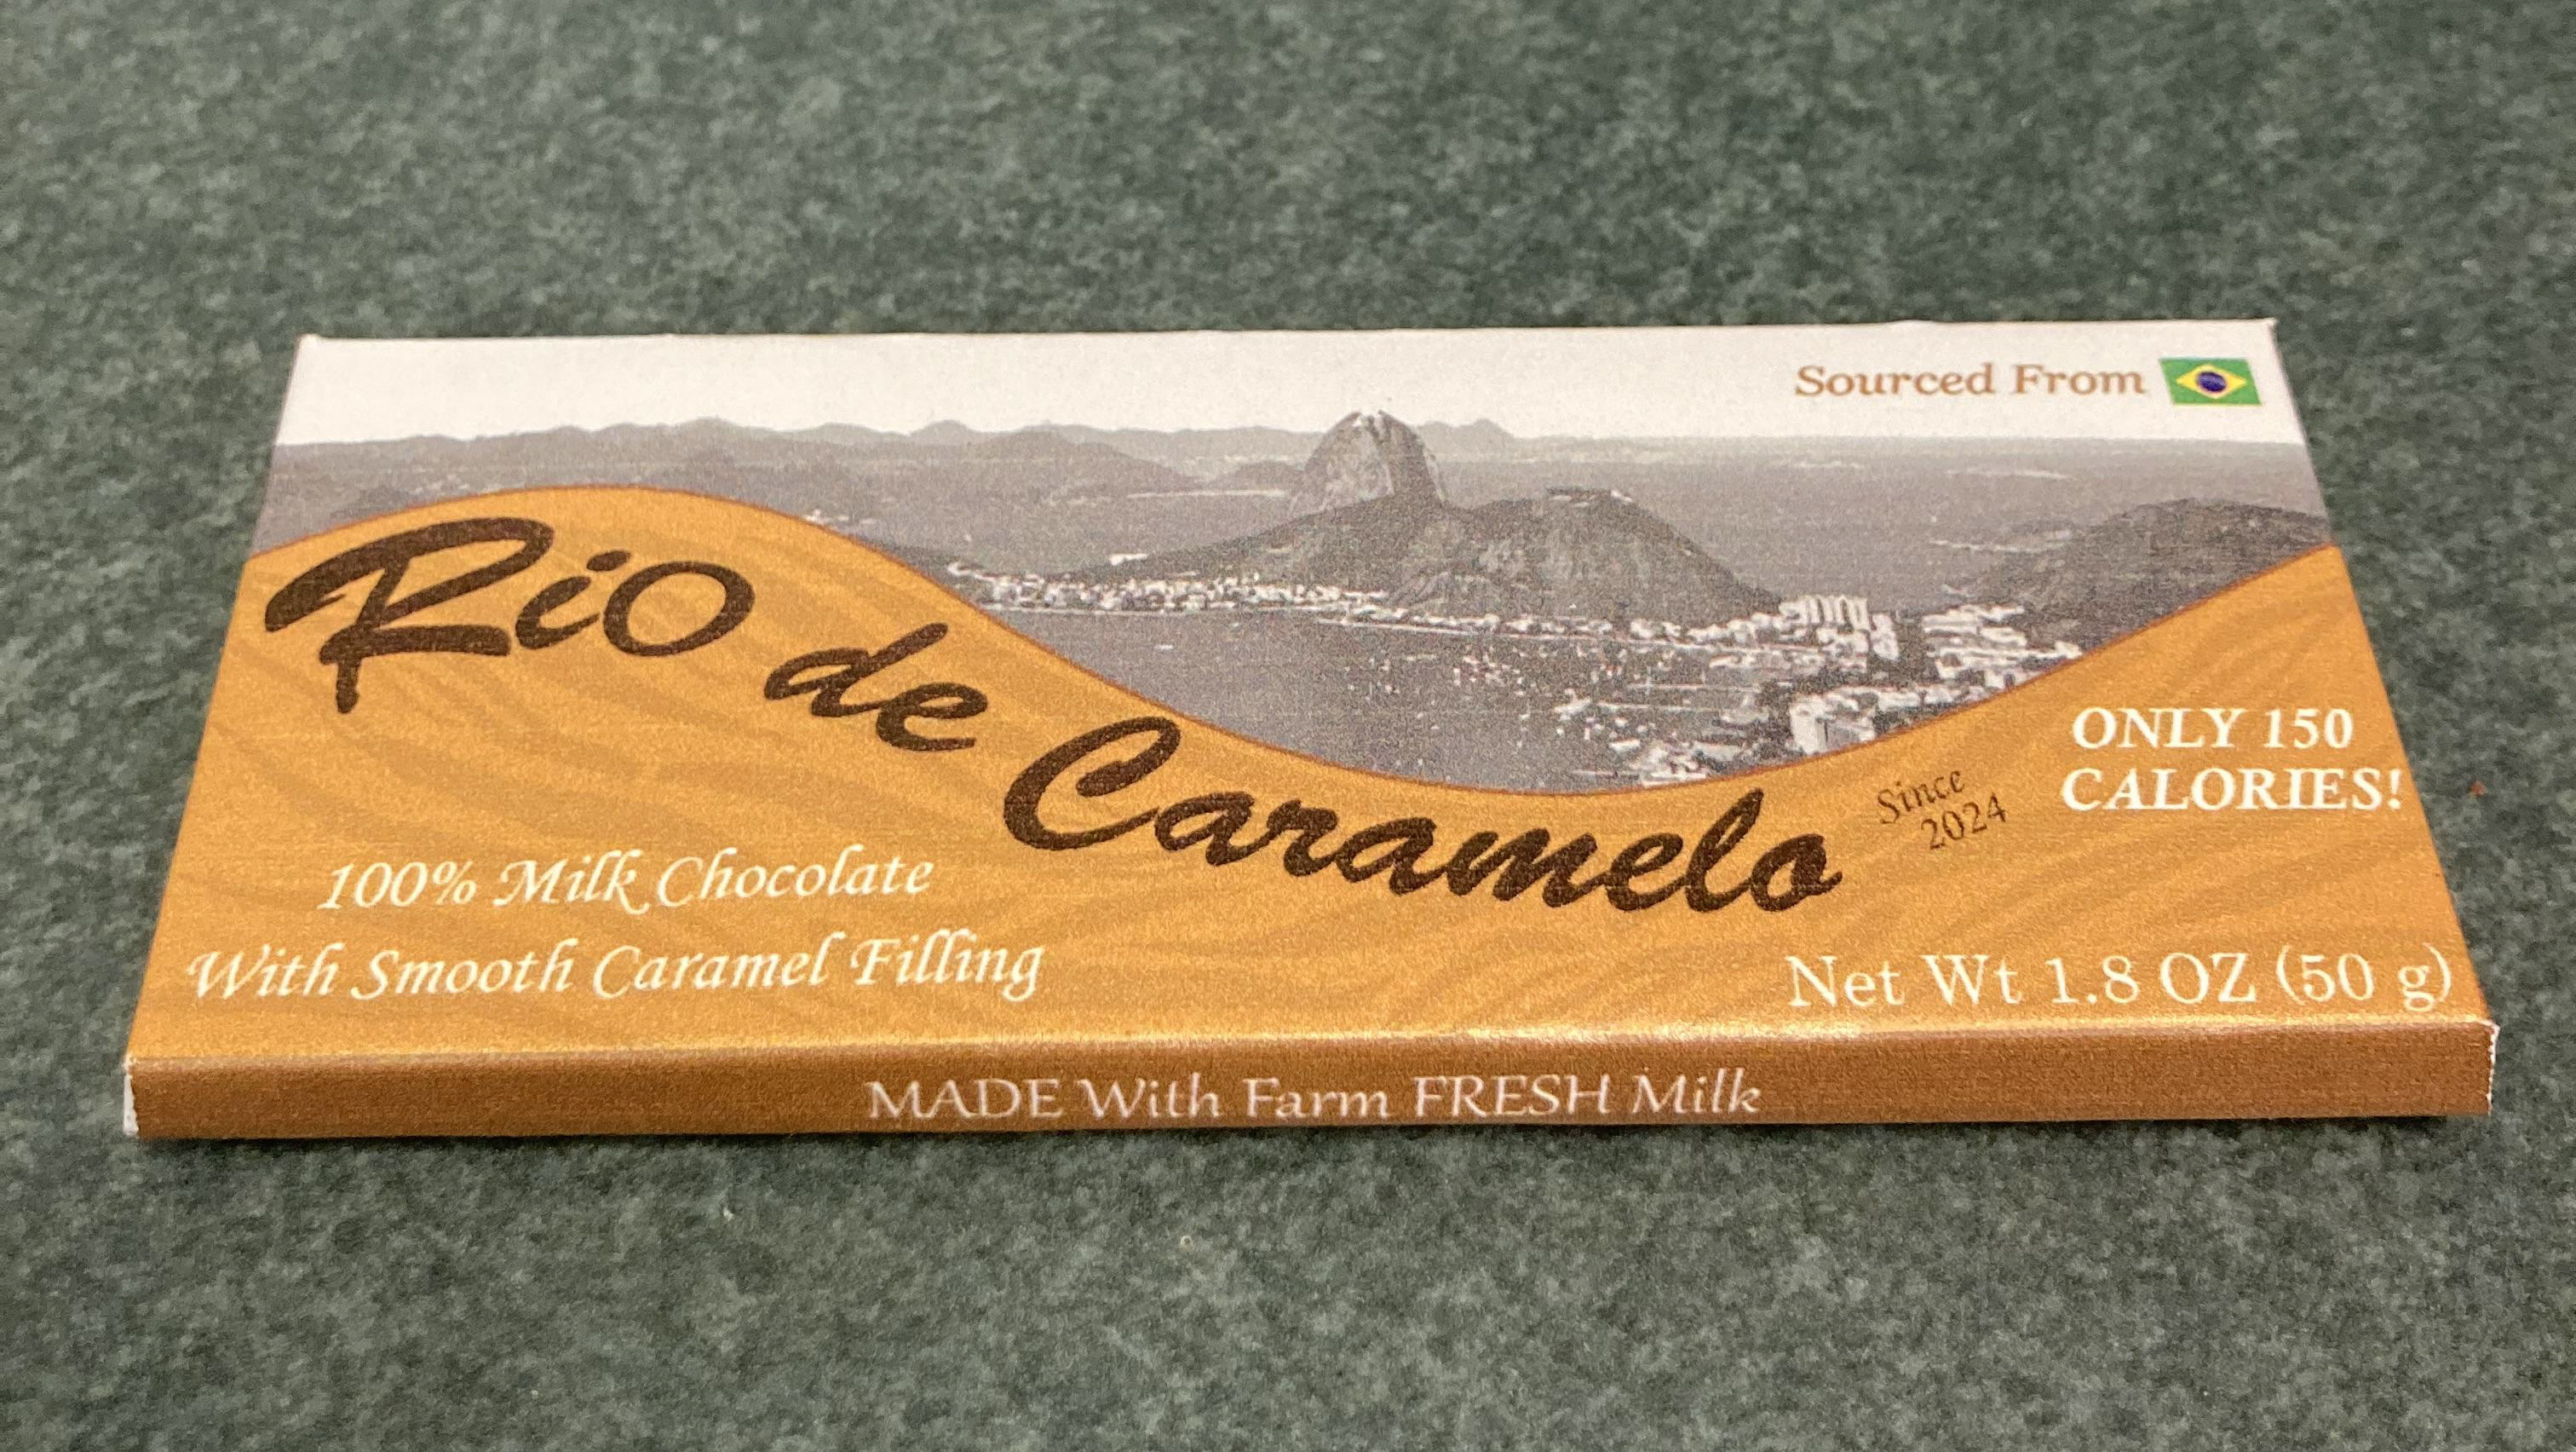 Sourced From
Rio de Caramelo
Since
2024
ONLY 150
CALORIES!
100% Milk Chocolate
With Smooth Caramel Filling
Net Wt 1.8 OZ (50 g)
MADE With Farm FRESH Milk